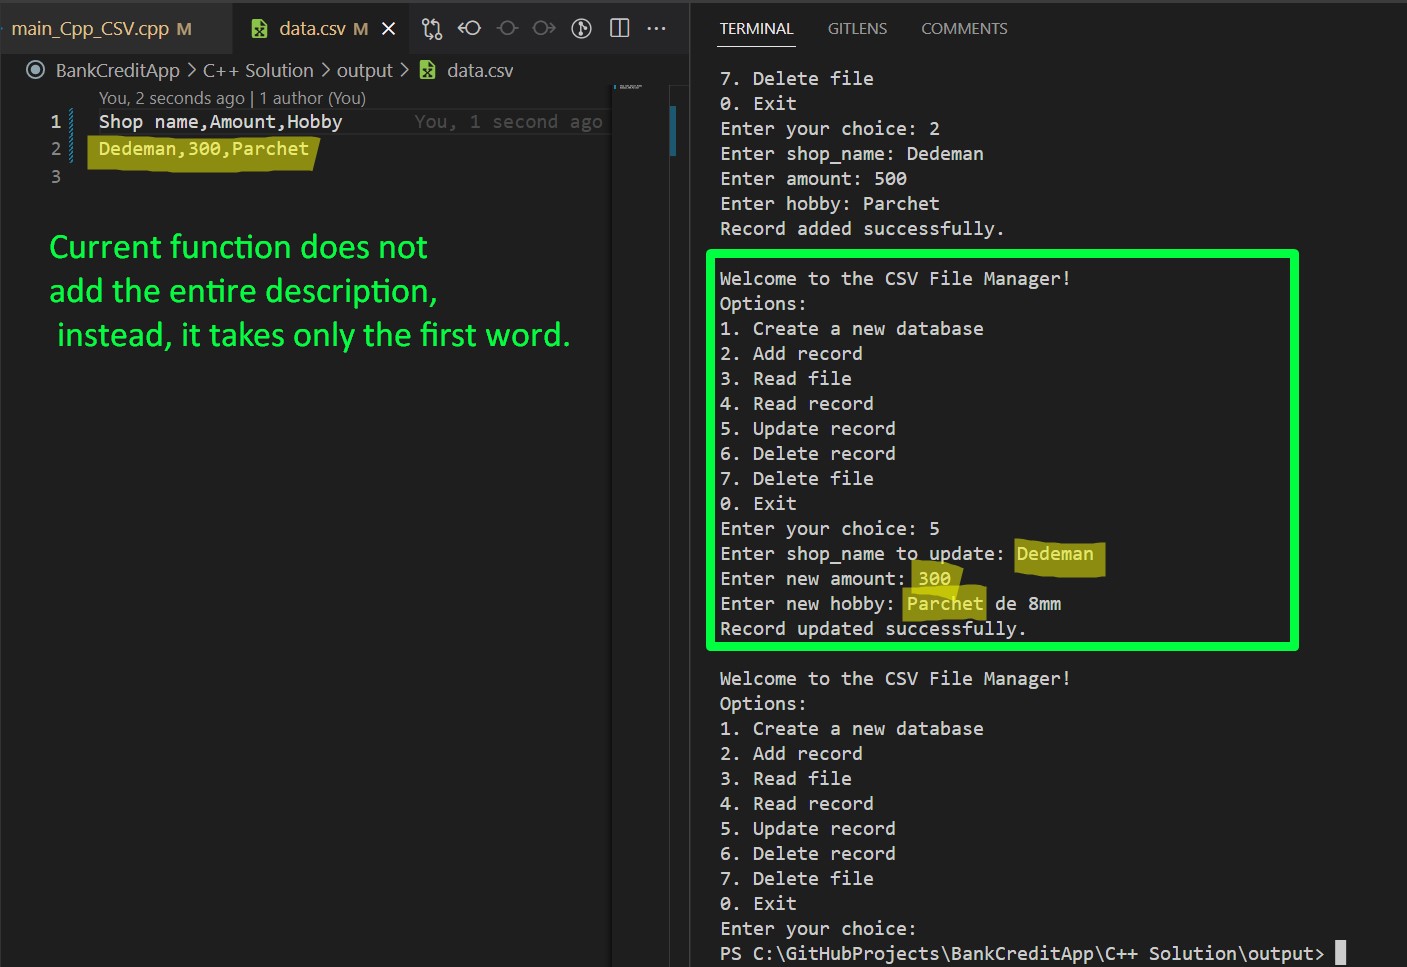 main_Cpp_CSV.cpp M
data.csv M
BankCreditApp > C++ Solution > output > data.csv
You, 2 seconds ago | 1 author (You)
1 Shop name,Amount,Hobby You, 1 second ago
2 Dedeman,300,Parchet
3
Current function does not
add the entire description,
instead, it takes only the first word.
TERMINAL GITLENS COMMENTS
7. Delete file
0. Exit
Enter your choice: 2
Enter shop_name: Dedeman
Enter amount: 500
Enter hobby: Parchet
Record added successfully.
Welcome to the CSV File Manager!
Options:
1. Create a new database
2. Add record
3. Read file
4. Read record
5. Update record
6. Delete record
7. Delete file
0. Exit
Enter your choice: 5
Enter shop_name to update: Dedeman
Enter new amount: 300
Enter new hobby: Parchet de 8mm
Record updated successfully.
Welcome to the CSV File Manager!
Options:
1. Create a new database
2. Add record
3. Read file
4. Read record
5. Update record
6. Delete record
7. Delete file
0. Exit
Enter your choice:
PS C:\GitHubProjects\BankCreditApp\C++ Solution\output>